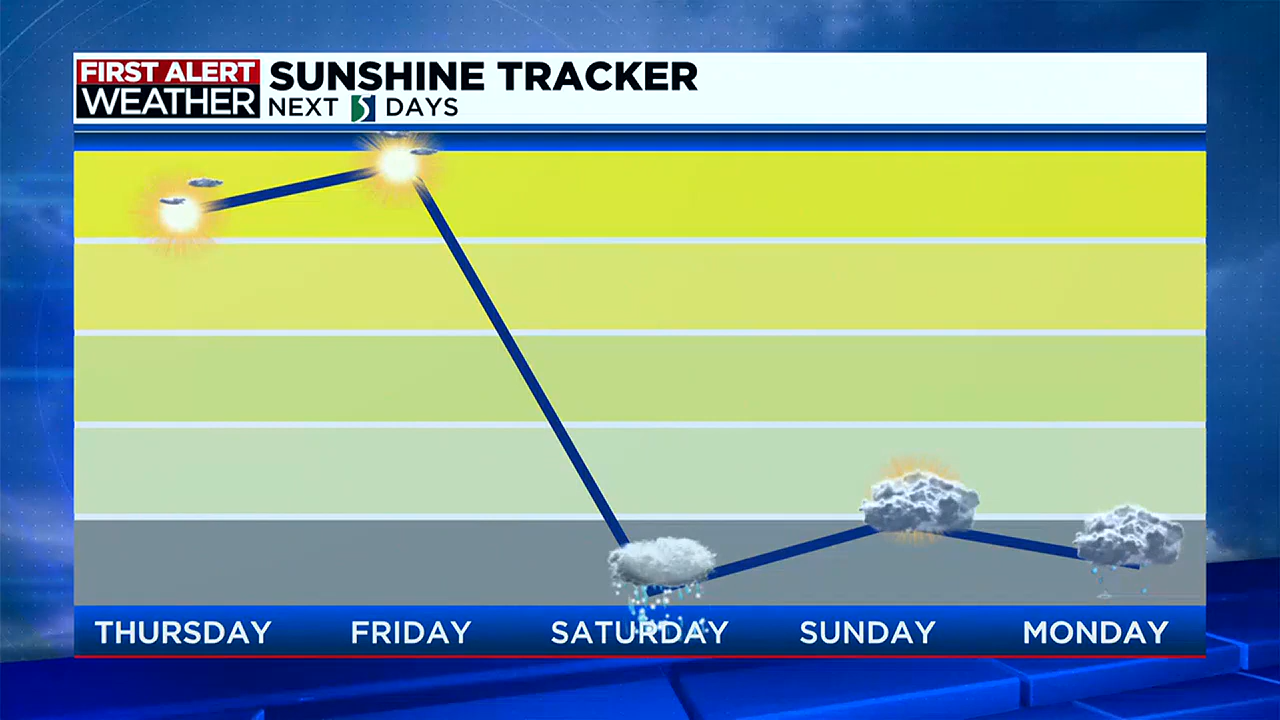 FIRST ALERT
WEATHER
SUNSHINE TRACKER
NEXT 5 DAYS
THURSDAY FRIDAY SATURDAY SUNDAY MONDAY